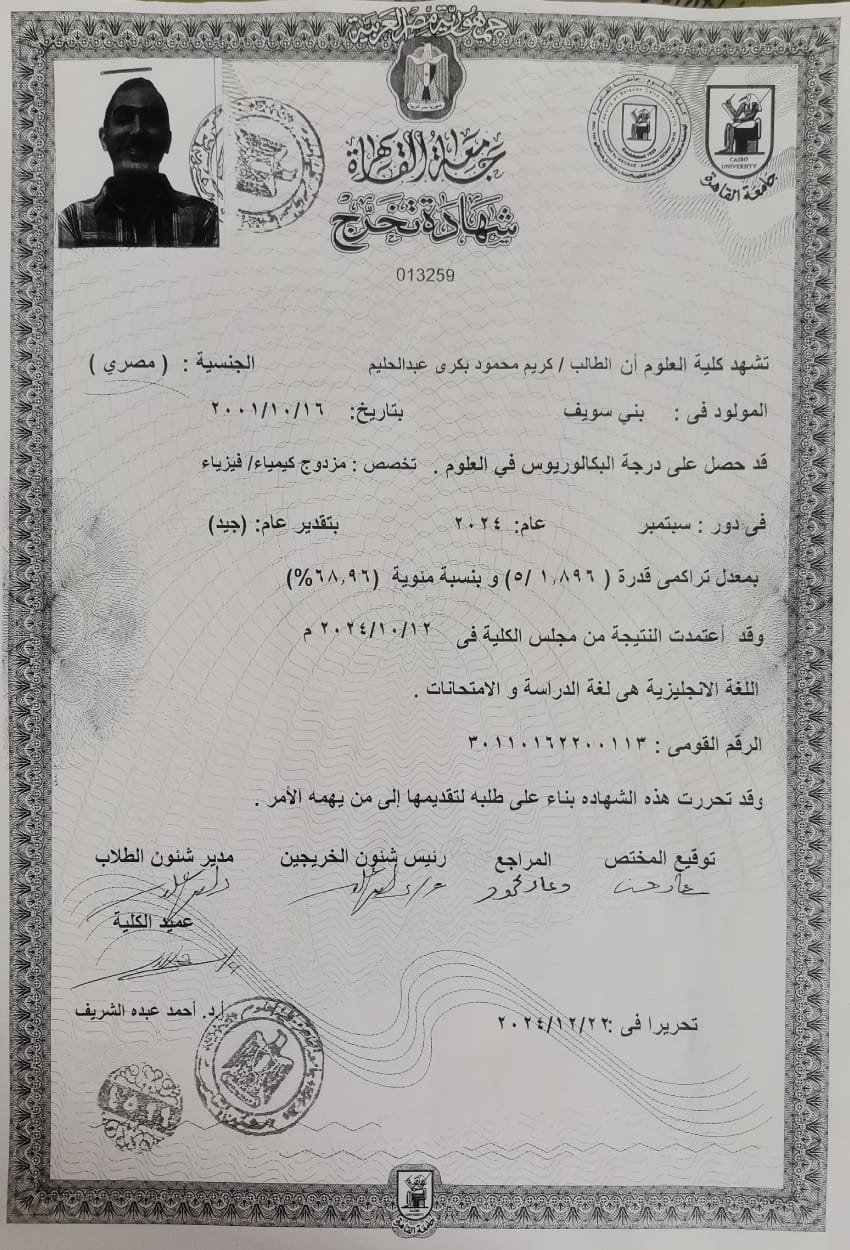 جمهورية مصر العربية
CAIRO
UNIVERSITY
جامعة القاهرة
جامعة القاهرة
شهادة تخرج
013259
تشهد كلية العلوم أن الطالب / كريم محمود بكرى عبدالحليم الجنسية : ( مصري )
المولود فى : بني سويف بتاريخ: ٢٠٠١/١٠/١٦
قد حصل على درجة البكالوريوس في العلوم . تخصص : مزدوج كيمياء/ فيزياء
فى دور : سبتمبر عام: ٢٠٢٤ بتقدير عام: (جيد)
بمعدل تراكمى قدرة ( ١,٨٩٦ /٥) و بنسبة مئوية (٦٨,٩٦%)
وقد أعتمدت النتيجة من مجلس الكلية فى ٢٠٢٤/١٠/١٢ م
اللغة الانجليزية هى لغة الدراسة و الامتحانات .
الرقم القومى : ٣٠١١٠١٦٢٢٠٠١١٣
وقد تحررت هذه الشهاده بناء على طلبه لتقديمها إلى من يهمه الأمر .
توقيع المختص المراجع رئيس شئون الخريجين مدير شئون الطلاب
دعاء محمود
عميد الكلية
أ.د. أحمد عبده الشريف
تحريرا فى :٢٠٢٤/١٢/٢٢
جامعة القاهرة